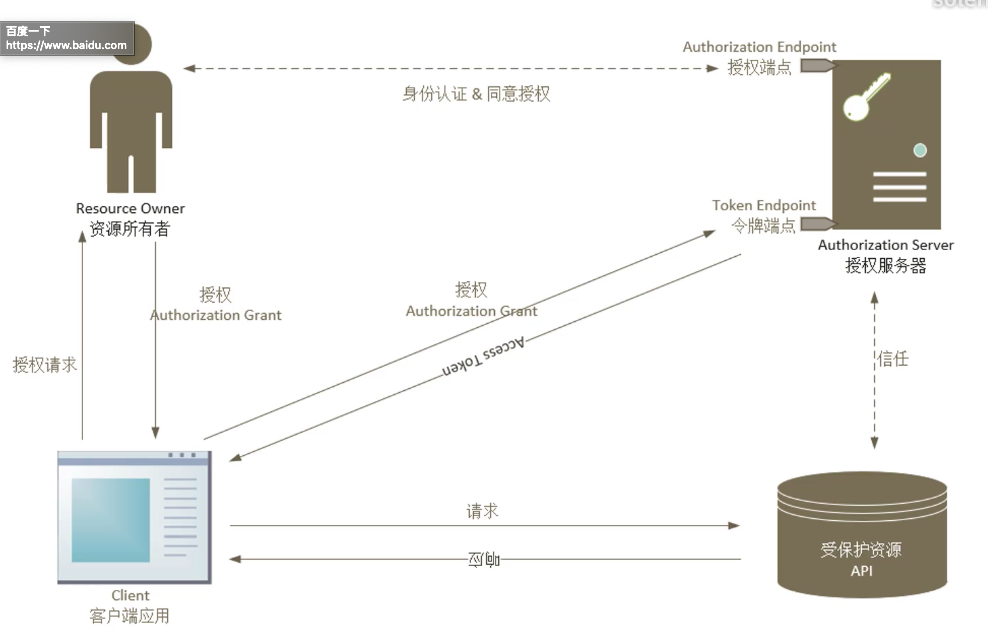 百度一下
https://www.baidu.com
Authorization Endpoint
授权端点
身份认证 & 同意授权
Resource Owner
资源所有者
Token Endpoint
令牌端点
Authorization Server
授权服务器
授权
Authorization Grant
授权
Authorization Grant
Access Token
授权请求
信任
请求
响应
受保护资源
API
Client
客户端应用